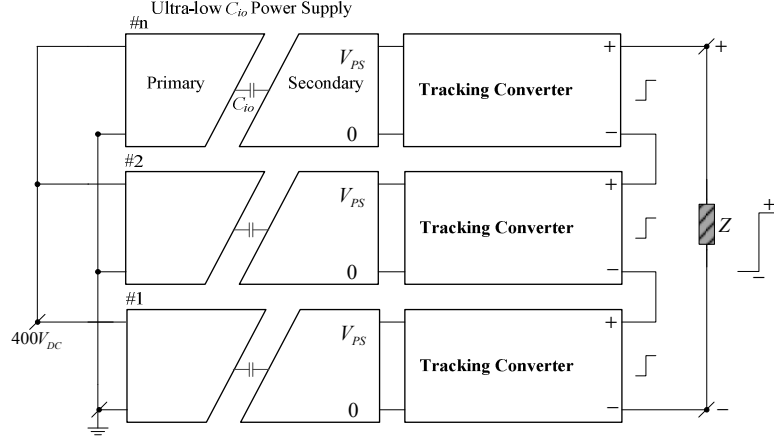 Ultra-low C_io Power Supply
#n
Primary
C_io
Secondary
V_PS
0
Tracking Converter
+
−
+
#2
V_PS
0
Tracking Converter
+
−
Z
+
−
#1
400V_DC
V_PS
0
Tracking Converter
+
−
−